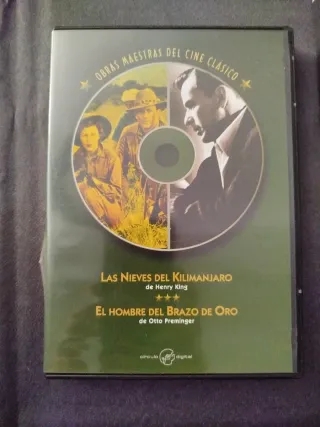 OBRAS MAESTRAS DEL CINE CLÁSICO
LAS NIEVES DEL KILIMANJARO
de Henry King
EL HOMBRE DEL BRAZO DE ORO
de Otto Preminger
digital